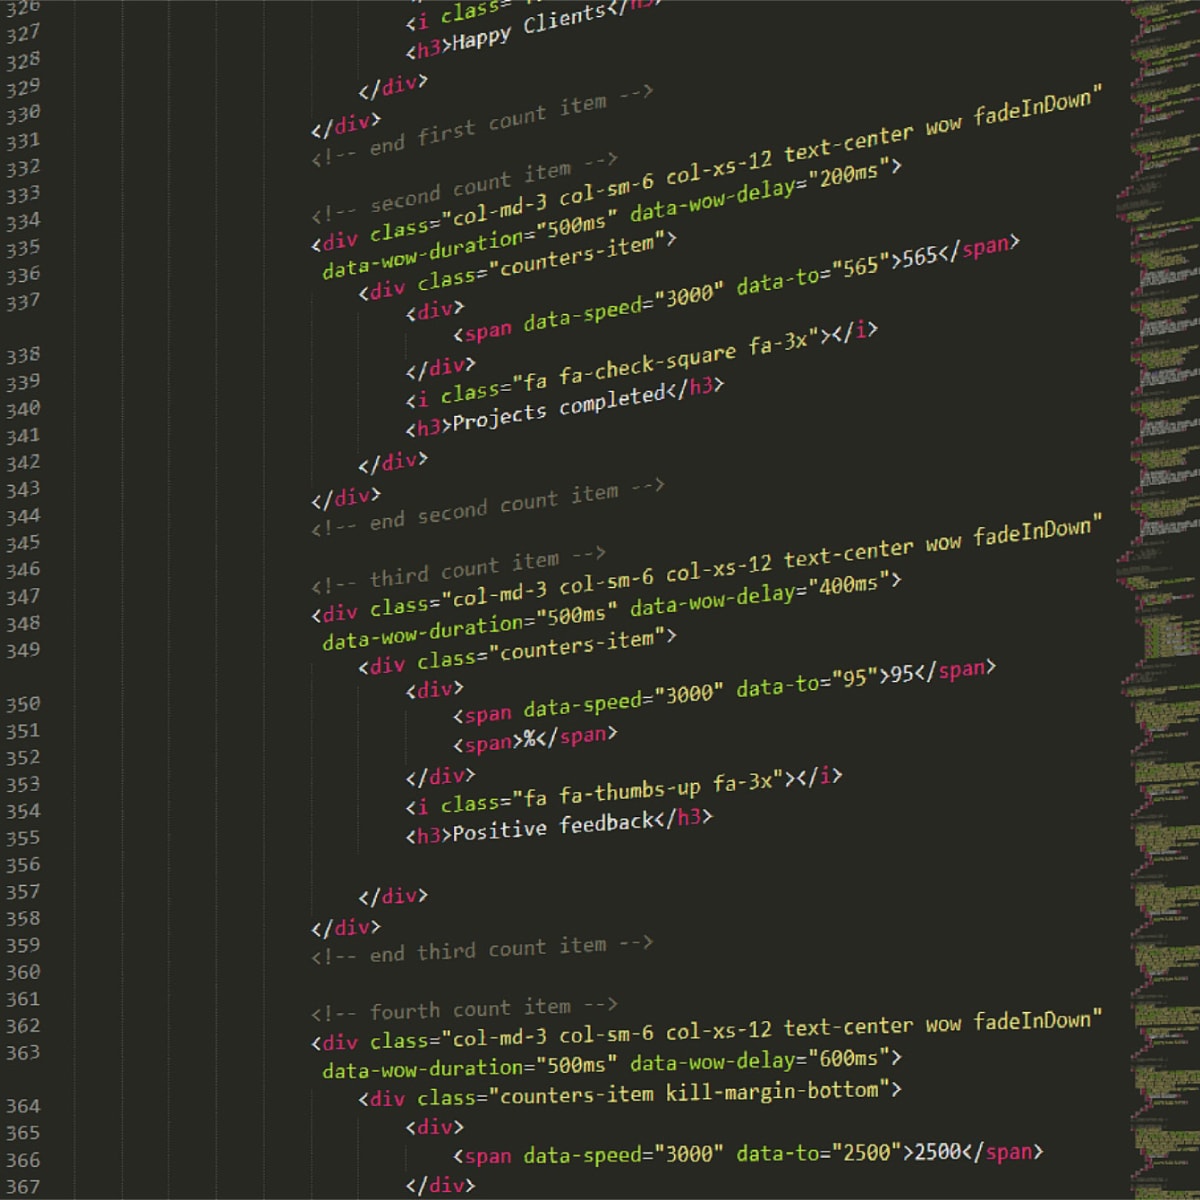 326
327
328
329
330
331
332
333
334
335
336
337
338
339
340
341
342
343
344
345
346
347
348
349
350
351
352
353
354
355
356
357
358
359
360
361
362
363
364
365
366
367
<i class=
<h3>Happy Clients</h3>
</div>
</div>
<!-- end first count item -->
<!-- second count item -->
<div class="col-md-3 col-sm-6 col-xs-12 text-center wow fadeInDown"
data-wow-duration="500ms" data-wow-delay="200ms">
<div class="counters-item">
<div>
<span data-speed="3000" data-to="565">565</span>
</div>
<i class="fa fa-check-square fa-3x"></i>
<h3>Projects completed</h3>
</div>
</div>
<!-- end second count item -->
<!-- third count item -->
<div class="col-md-3 col-sm-6 col-xs-12 text-center wow fadeInDown"
data-wow-duration="500ms" data-wow-delay="400ms">
<div class="counters-item">
<div>
<span data-speed="3000" data-to="95">95</span>
<span>%</span>
</div>
<i class="fa fa-thumbs-up fa-3x"></i>
<h3>Positive feedback</h3>
</div>
</div>
<!-- end third count item -->
<!-- fourth count item -->
<div class="col-md-3 col-sm-6 col-xs-12 text-center wow fadeInDown"
data-wow-duration="500ms" data-wow-delay="600ms">
<div class="counters-item kill-margin-bottom">
<div>
<span data-speed="3000" data-to="2500">2500</span>
</div>